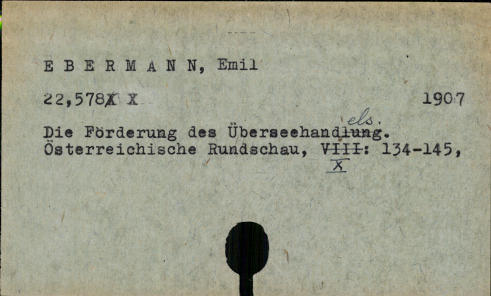 E B E R M A N N, Emil
22,578X X 1907
els.
Die Förderung des Überseehandlung.
Österreichische Rundschau, VIII: 134-145,
X